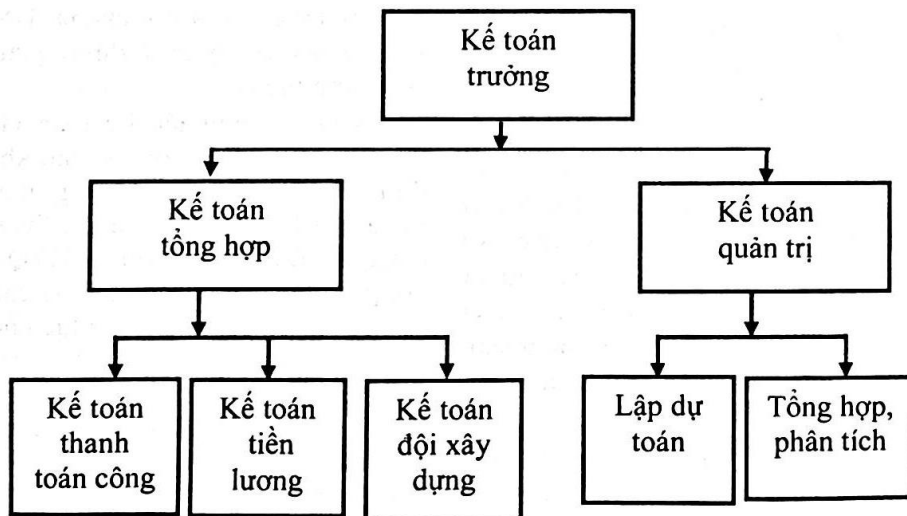 Kế toán
trưởng
Kế toán
tổng hợp
Kế toán
quản trị
Kế toán
thanh
toán công
Kế toán
tiền
lương
Kế toán
đội xây
dựng
Lập dự
toán
Tổng hợp,
phân tích